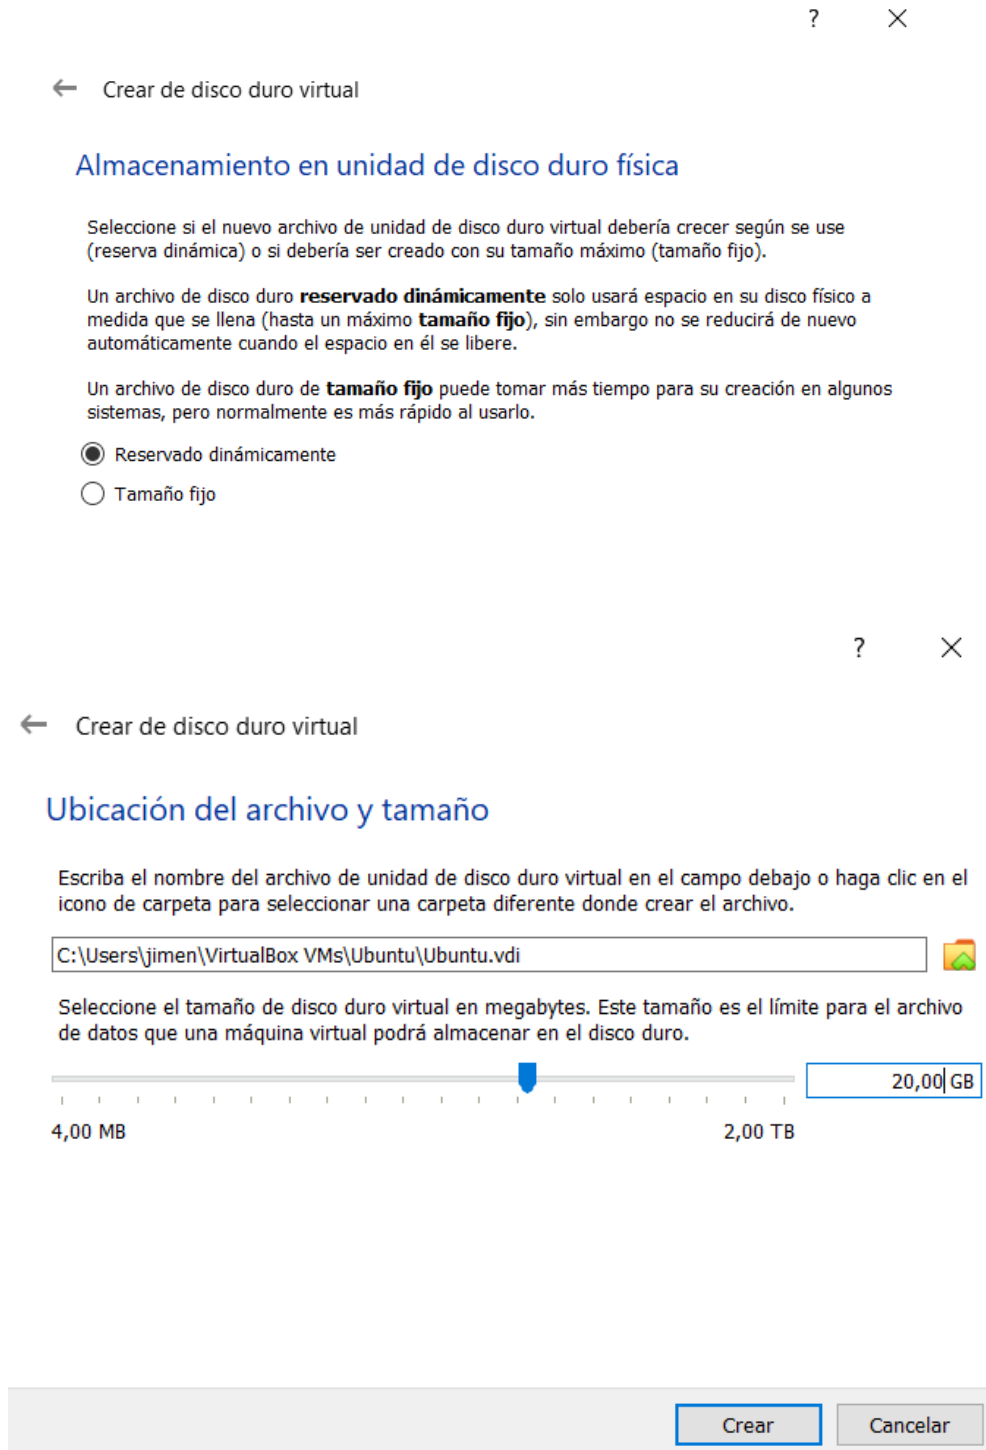 ?
Crear de disco duro virtual
Almacenamiento en unidad de disco duro física
Seleccione si el nuevo archivo de unidad de disco duro virtual debería crecer según se use
(reserva dinámica) o si debería ser creado con su tamaño máximo (tamaño fijo).
Un archivo de disco duro reservado dinámicamente solo usará espacio en su disco físico a
medida que se llena (hasta un máximo tamaño fijo), sin embargo no se reducirá de nuevo
automáticamente cuando el espacio en él se libere.
Un archivo de disco duro de tamaño fijo puede tomar más tiempo para su creación en algunos
sistemas, pero normalmente es más rápido al usarlo.
Reservado dinámicamente
Tamaño fijo
?
Crear de disco duro virtual
Ubicación del archivo y tamaño
Escriba el nombre del archivo de unidad de disco duro virtual en el campo debajo o haga clic en el
icono de carpeta para seleccionar una carpeta diferente donde crear el archivo.
C:\Users\jimen\VirtualBox VMs\Ubuntu\Ubuntu.vdi
Seleccione el tamaño de disco duro virtual en megabytes. Este tamaño es el límite para el archivo
de datos que una máquina virtual podrá almacenar en el disco duro.
20,00 GB
4,00 MB 2,00 TB
Crear Cancelar